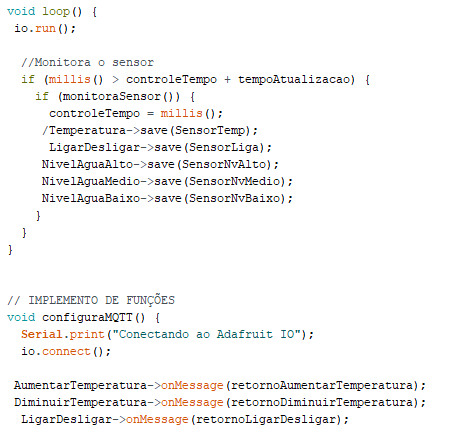 void loop() {
 io.run();

  //Monitora o sensor
  if (millis() > controleTempo + tempoAtualizacao) {
    if (monitoraSensor()) {
      controleTempo = millis();
     /Temperatura->save(SensorTemp);
      LigarDesligar->save(SensorLiga);
     NivelAguaAlto->save(SensorNvAlto);
     NivelAguaMedio->save(SensorNvMedio);
     NivelAguaBaixo->save(SensorNvBaixo);
    }
  }
}


// IMPLEMENTO DE FUNÇÕES
void configuraMQTT() {
  Serial.print("Conectando ao Adafruit IO");
  io.connect();

 AumentarTemperatura->onMessage(retornoAumentarTemperatura);
 DiminuirTemperatura->onMessage(retornoDiminuirTemperatura);
  LigarDesligar->onMessage(retornoLigarDesligar);